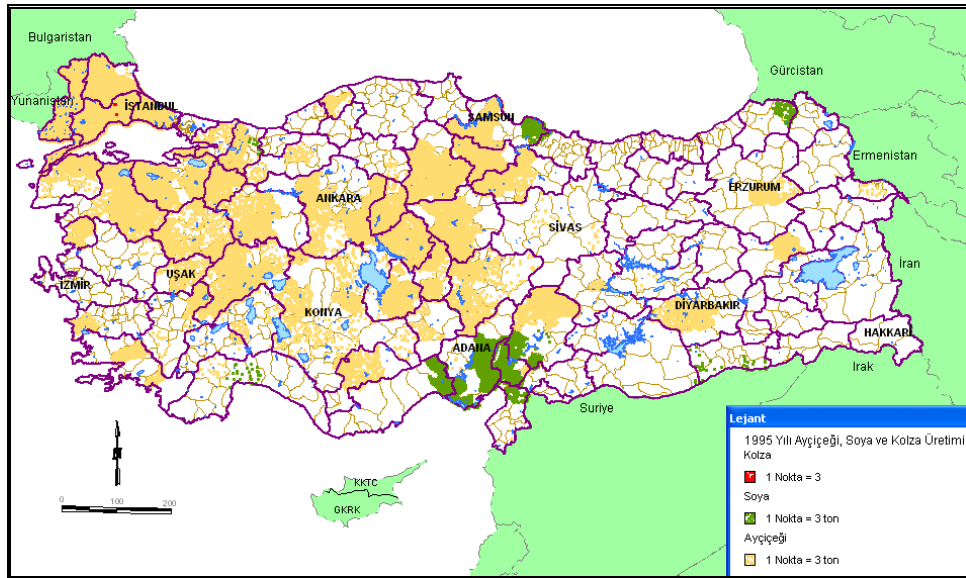 Bulgaristan
Gürcistan
Yunanistan
İSTANBUL
SAMSUN
Ermenistan
ERZURUM
ANKARA
SİVAS
İran
UŞAK
İZMİR
KONYA
DİYARBAKIR
HAKKARİ
ADANA
Irak
Suriye
KKTC
GKRK
0 100 200
Lejant
1995 Yılı Ayçiçeği, Soya ve Kolza Üretimi
Kolza
1 Nokta = 3
Soya
1 Nokta = 3 ton
Ayçiçeği
1 Nokta = 3 ton